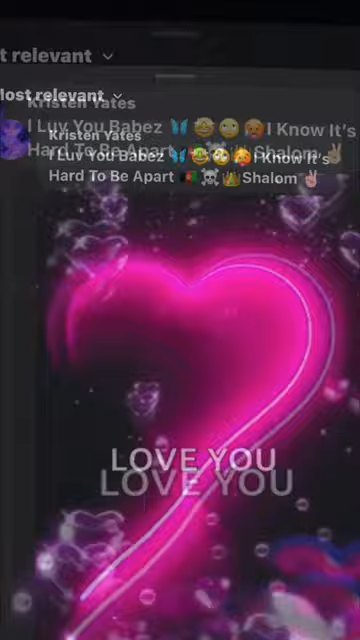 t relevant
Most relevant
Kristen Yates
I Luv You Babez 🦋🤩🙄🥵I Know It's
Kristen Yates
I Luv You Babez 🦋🤩🙄🥵I Know It's
Hard To Be Apart
Shalom✌🏼
Hard To Be Apart 🇦🇫☠️👑Shalom✌🏼
LOVE YOU
LOVE YOU